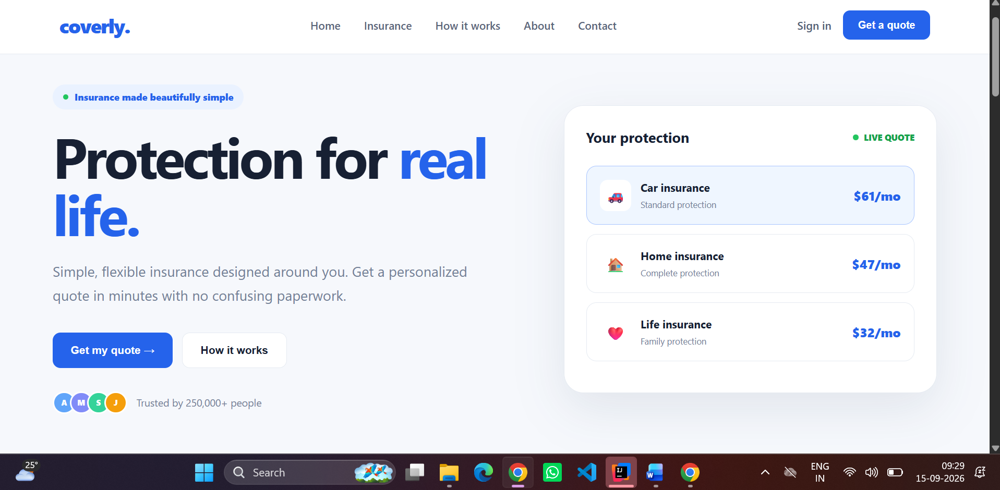 coverly.
Home Insurance How it works About Contact
Sign in Get a quote
Insurance made beautifully simple
Protection for real
life.
Simple, flexible insurance designed around you. Get a personalized
quote in minutes with no confusing paperwork.
Get my quote → How it works
A M S J Trusted by 250,000+ people
Your protection LIVE QUOTE
Car insurance
Standard protection
$61/mo
Home insurance
Complete protection
$47/mo
Life insurance
Family protection
$32/mo
25°
Search
IJ
W
ENG
IN
09:29
15-09-2026